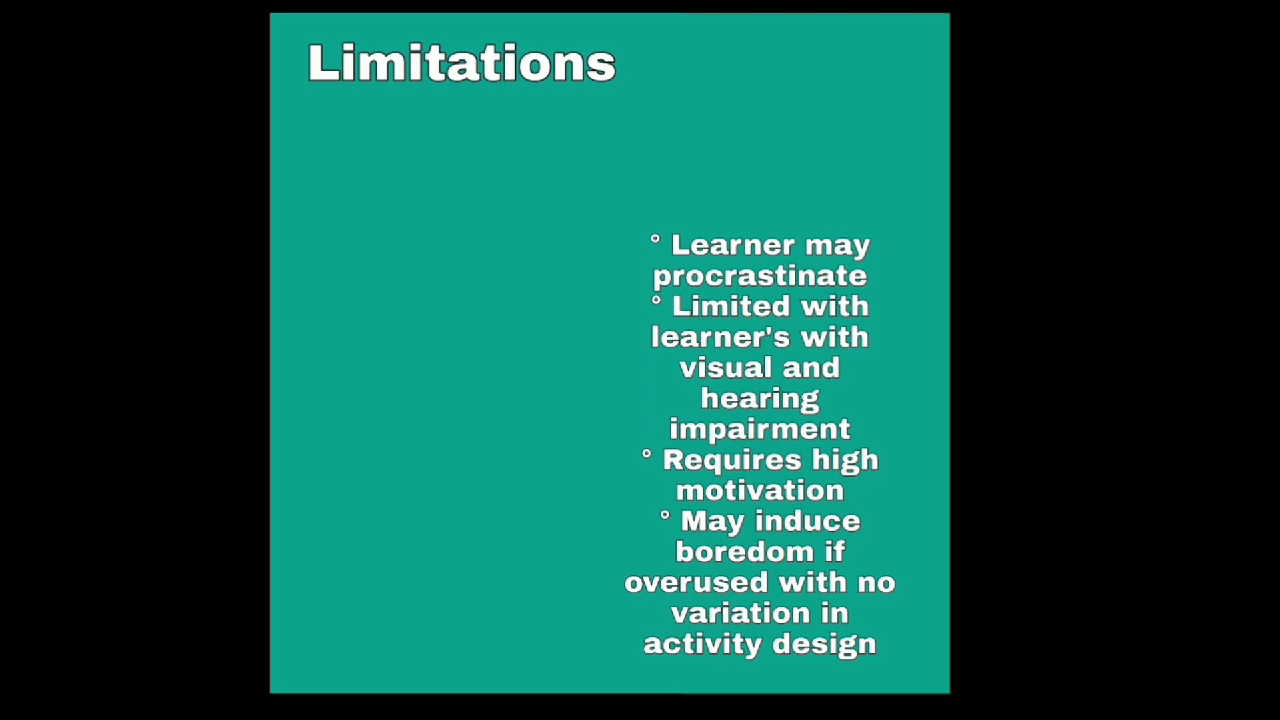 Limitations
° Learner may
procrastinate
° Limited with
learner's with
visual and
hearing
impairment
° Requires high
motivation
° May induce
boredom if
overused with no
variation in
activity design